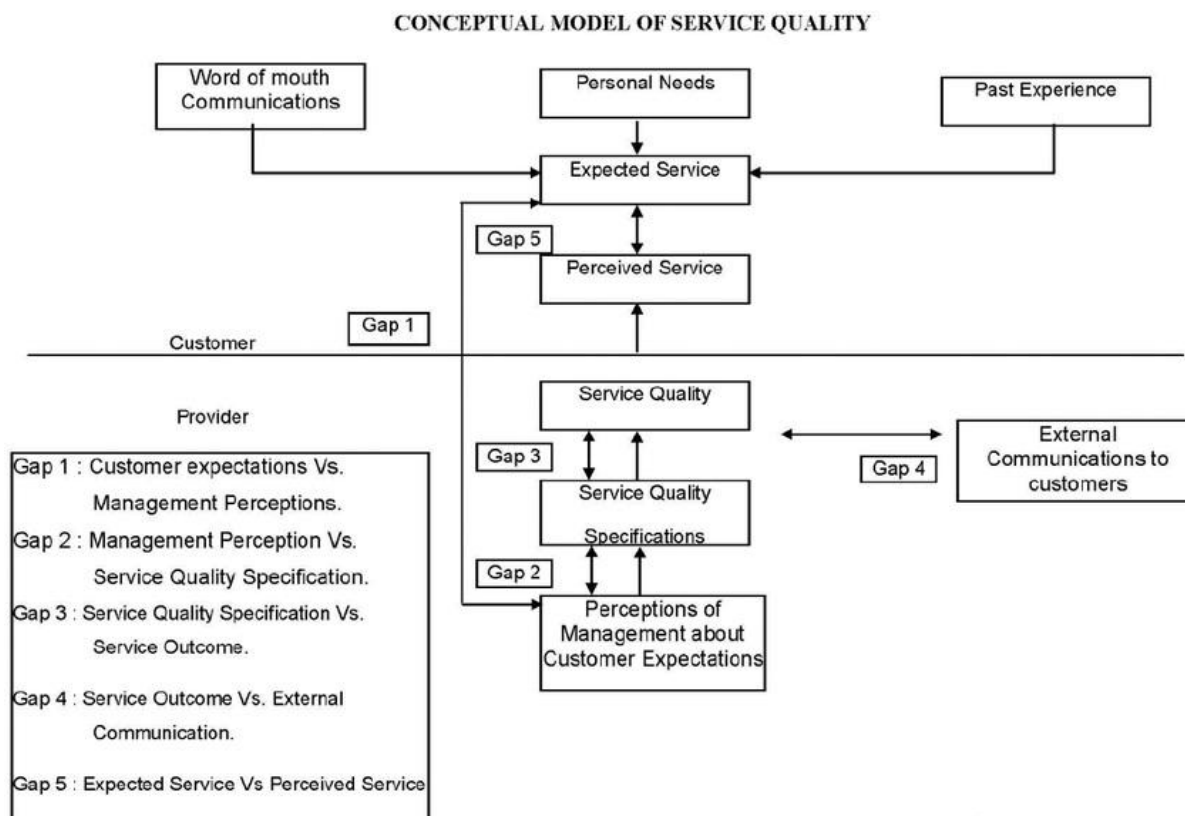 CONCEPTUAL MODEL OF SERVICE QUALITY
Word of mouth
Communications
Personal Needs
Past Experience
Expected Service
Gap 5
Perceived Service
Gap 1
Customer
Provider
Service Quality
Gap 3
External
Communications to
customers
Gap 4
Service Quality
Specifications
Gap 2
Perceptions of
Management about
Customer Expectations
Gap 1 : Customer expectations Vs.
Management Perceptions.
Gap 2 : Management Perception Vs.
Service Quality Specification.
Gap 3 : Service Quality Specification Vs.
Service Outcome.
Gap 4 : Service Outcome Vs. External
Communication.
Gap 5 : Expected Service Vs Perceived Service